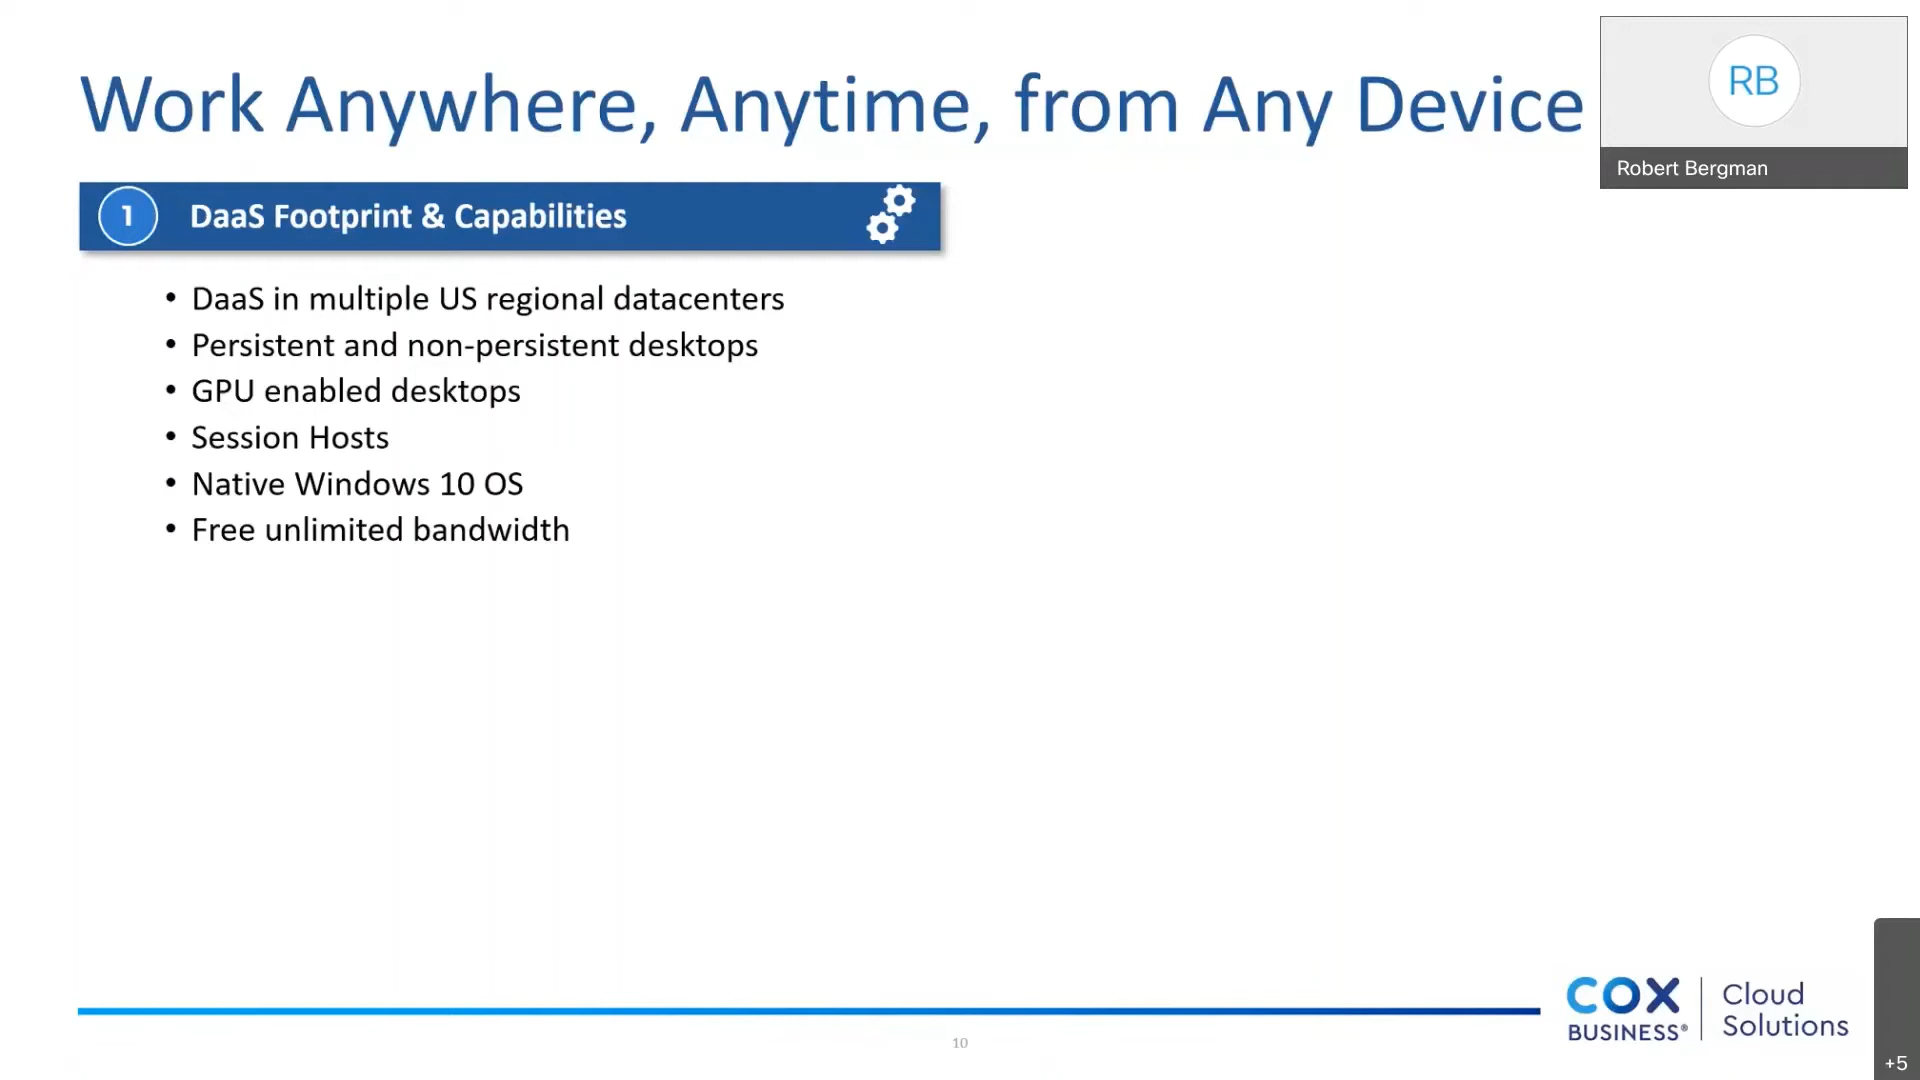 Work Anywhere, Anytime, from Any Device
RB
Robert Bergman
1 DaaS Footprint & Capabilities
• DaaS in multiple US regional datacenters
• Persistent and non-persistent desktops
• GPU enabled desktops
• Session Hosts
• Native Windows 10 OS
• Free unlimited bandwidth
COX
BUSINESS®
Cloud
Solutions
10
+5